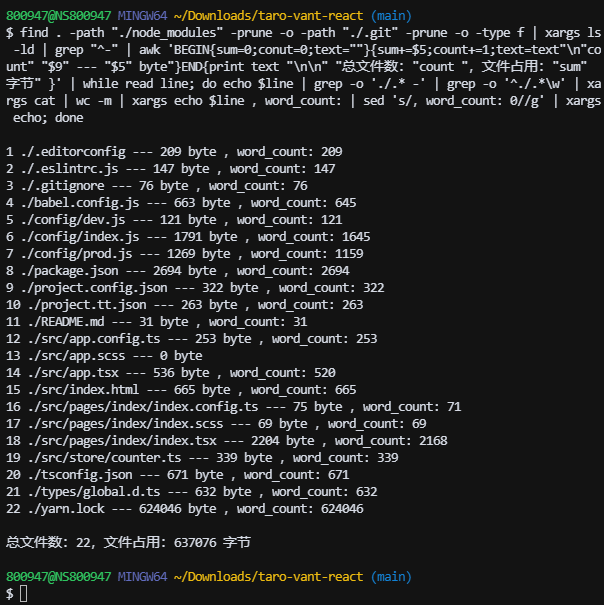 800947@NS800947 MINGW64 ~/Downloads/taro-vant-react (main)
$ find . -path "./node_modules" -prune -o -path "./.git" -prune -o -type f | xargs ls
 -ld | grep "^-" | awk 'BEGIN{sum=0;conut=0;text=""}{sum+=$5;count+=1;text=text"\n"co
unt" "$9" --- "$5" byte"}END{print text "\n\n" "总文件数: "count ", 文件占用: "sum"
字节" }' | while read line; do echo $line | grep -o './.* -' | grep -o '^./.*\w' | xa
rgs cat | wc -m | xargs echo $line , word_count: | sed 's/, word_count: 0//g' | xargs
 echo; done
1 ./.editorconfig --- 209 byte , word_count: 209
2 ./.eslintrc.js --- 147 byte , word_count: 147
3 ./.gitignore --- 76 byte , word_count: 76
4 ./babel.config.js --- 663 byte , word_count: 645
5 ./config/dev.js --- 121 byte , word_count: 121
6 ./config/index.js --- 1791 byte , word_count: 1645
7 ./config/prod.js --- 1269 byte , word_count: 1159
8 ./package.json --- 2694 byte , word_count: 2694
9 ./project.config.json --- 322 byte , word_count: 322
10 ./project.tt.json --- 263 byte , word_count: 263
11 ./README.md --- 31 byte , word_count: 31
12 ./src/app.config.ts --- 253 byte , word_count: 253
13 ./src/app.scss --- 0 byte
14 ./src/app.tsx --- 536 byte , word_count: 520
15 ./src/index.html --- 665 byte , word_count: 665
16 ./src/pages/index/index.config.ts --- 75 byte , word_count: 71
17 ./src/pages/index/index.scss --- 69 byte , word_count: 69
18 ./src/pages/index/index.tsx --- 2204 byte , word_count: 2168
19 ./src/store/counter.ts --- 339 byte , word_count: 339
20 ./tsconfig.json --- 671 byte , word_count: 671
21 ./types/global.d.ts --- 632 byte , word_count: 632
22 ./yarn.lock --- 624046 byte , word_count: 624046
总文件数: 22, 文件占用: 637076 字节
800947@NS800947 MINGW64 ~/Downloads/taro-vant-react (main)
$